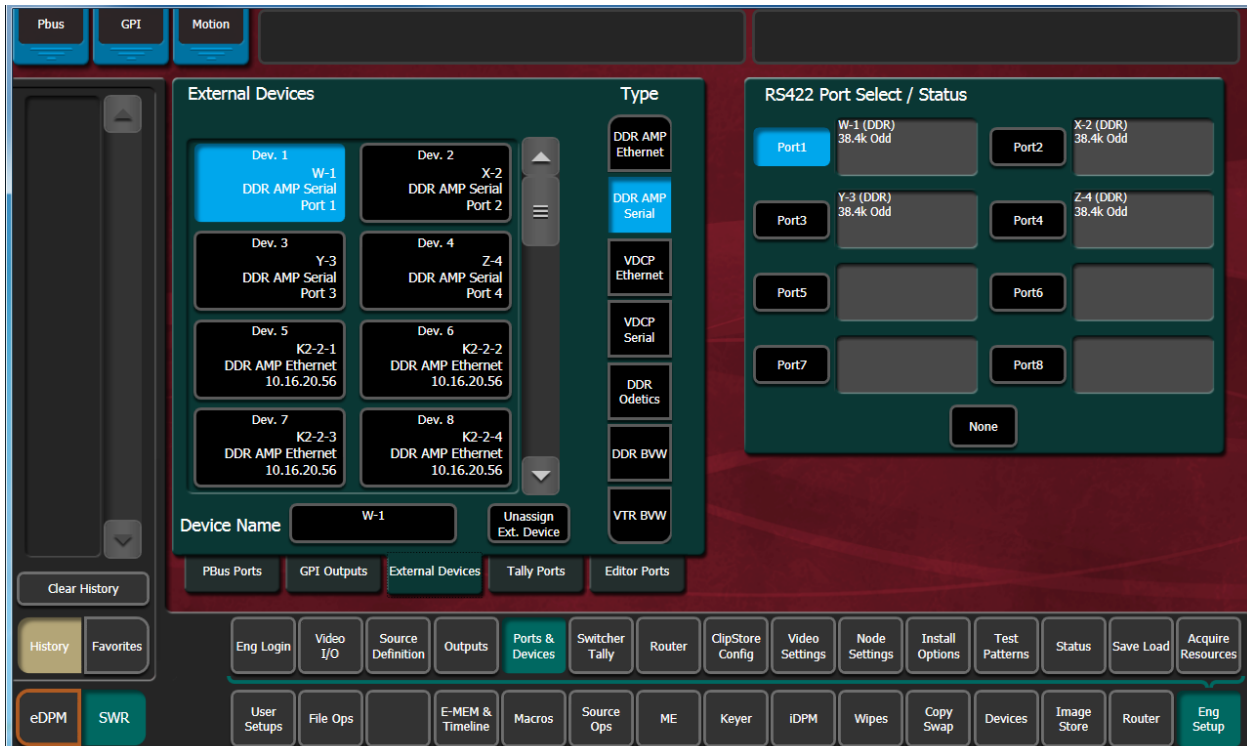 Pbus
GPI
Motion
External Devices
Type
Dev. 1
W-1
DDR AMP Serial
Port 1
Dev. 2
X-2
DDR AMP Serial
Port 2
Dev. 3
Y-3
DDR AMP Serial
Port 3
Dev. 4
Z-4
DDR AMP Serial
Port 4
Dev. 5
K2-2-1
DDR AMP Ethernet
10.16.20.56
Dev. 6
K2-2-2
DDR AMP Ethernet
10.16.20.56
Dev. 7
K2-2-3
DDR AMP Ethernet
10.16.20.56
Dev. 8
K2-2-4
DDR AMP Ethernet
10.16.20.56
DDR AMP
Ethernet
DDR AMP
Serial
VDCP
Ethernet
VDCP
Serial
DDR
Odetics
DDR BVW
VTR BVW
Device Name
W-1
Unassign
Ext. Device
RS422 Port Select / Status
Port1
W-1 (DDR)
38.4k Odd
Port2
X-2 (DDR)
38.4k Odd
Port3
Y-3 (DDR)
38.4k Odd
Port4
Z-4 (DDR)
38.4k Odd
Port5
Port6
Port7
Port8
None
PBus Ports
GPI Outputs
External Devices
Tally Ports
Editor Ports
Clear History
History
Favorites
Eng Login
Video
I/O
Source
Definition
Outputs
Ports &
Devices
Switcher
Tally
Router
ClipStore
Config
Video
Settings
Node
Settings
Install
Options
Test
Patterns
Status
Save Load
Acquire
Resources
eDPM
SWR
User
Setups
File Ops
E-MEM &
Timeline
Macros
Source
Ops
ME
Keyer
iDPM
Wipes
Copy
Swap
Devices
Image
Store
Router
Eng
Setup